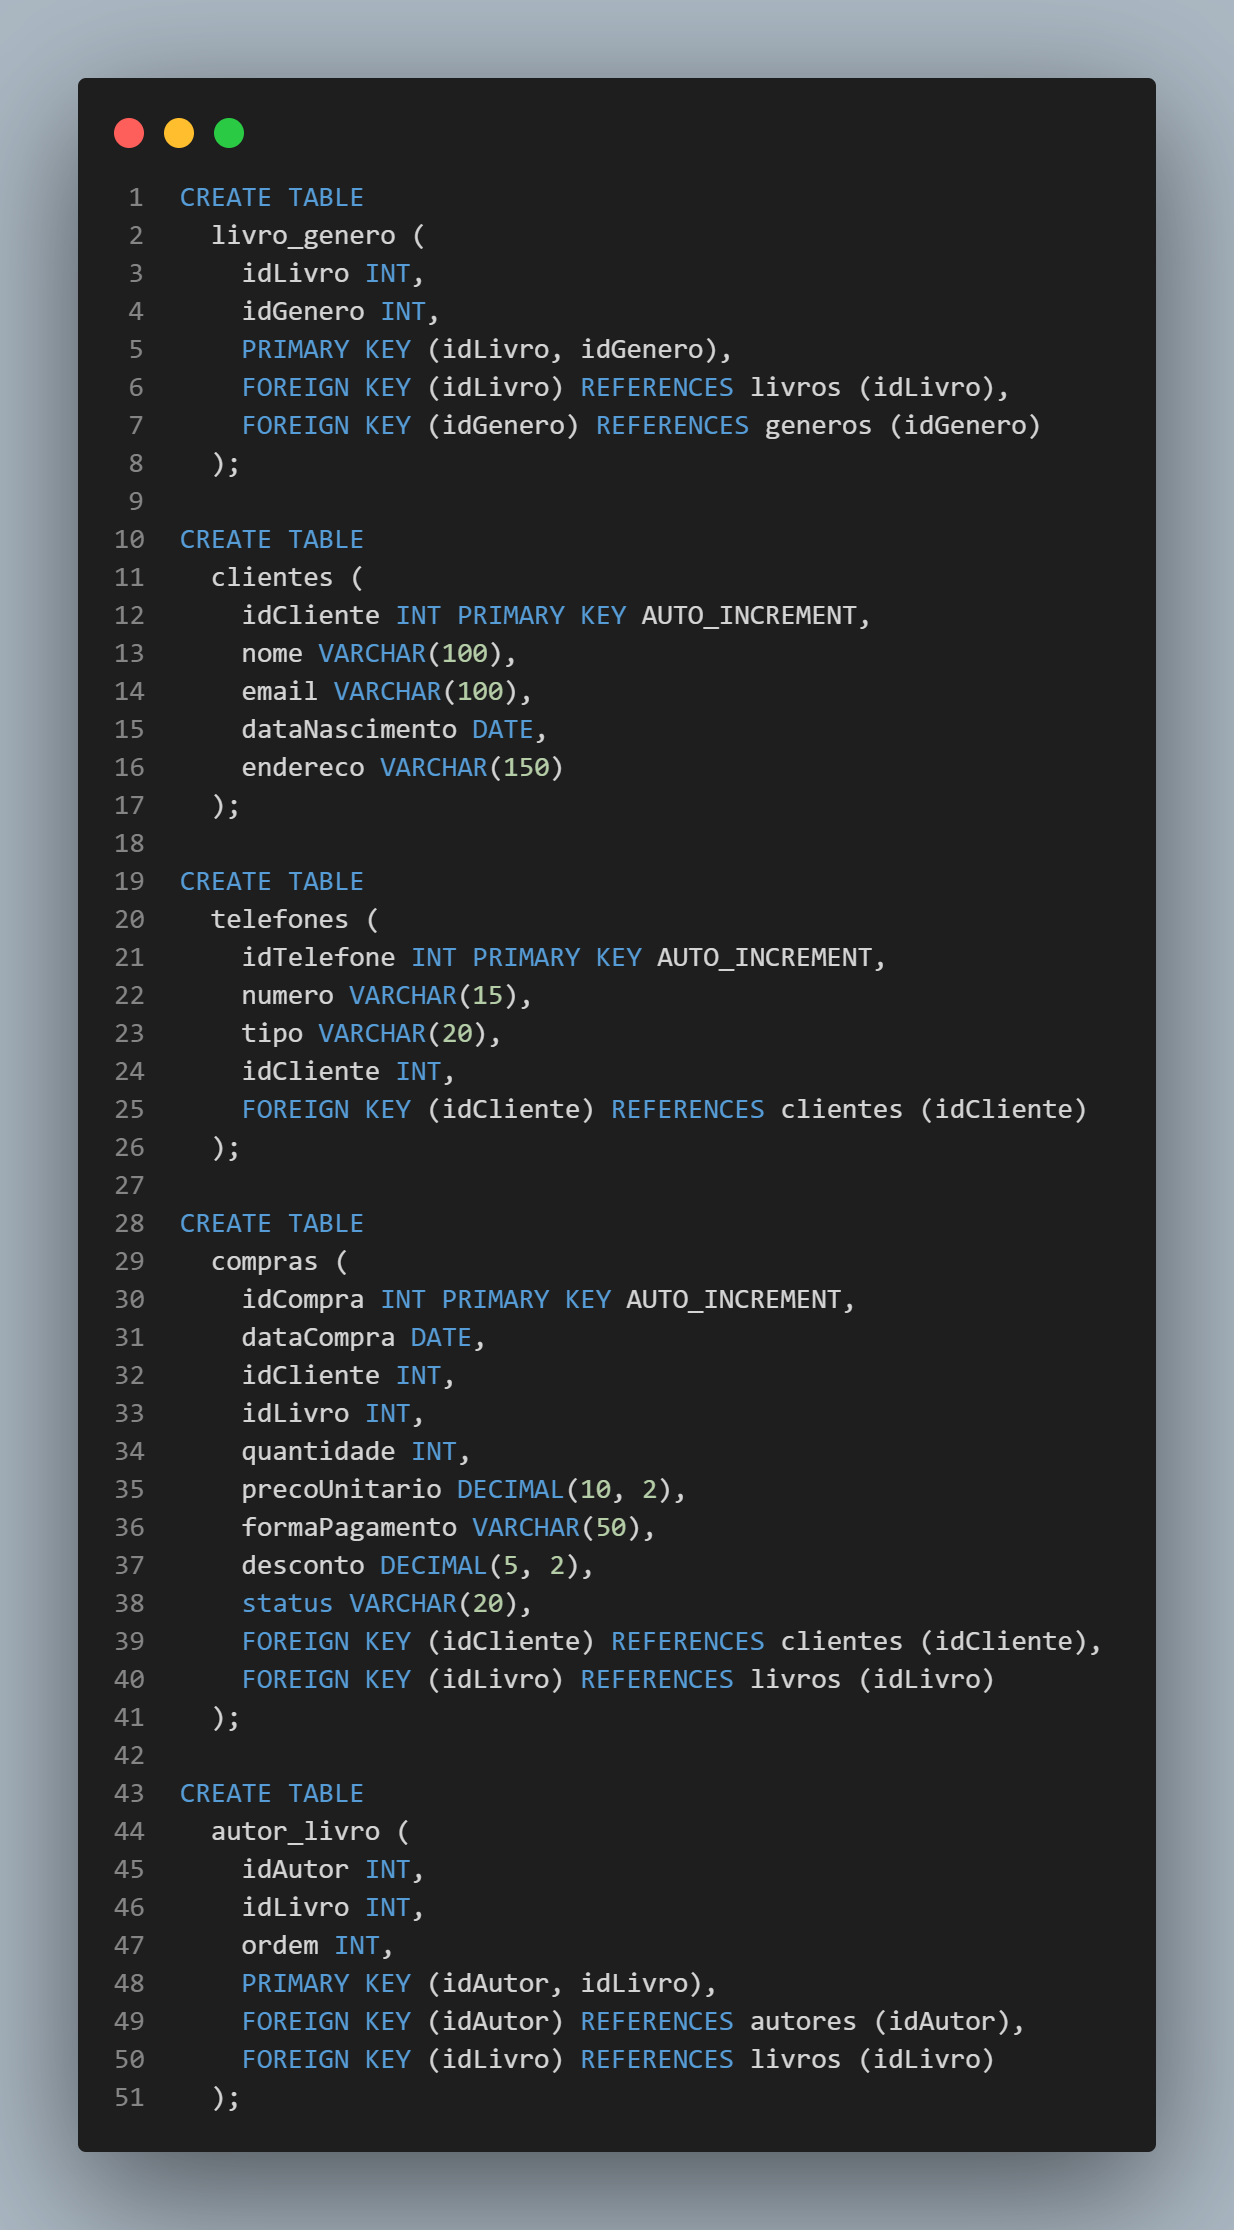 1 CREATE TABLE
2 livro_genero (
3 idLivro INT,
4 idGenero INT,
5 PRIMARY KEY (idLivro, idGenero),
6 FOREIGN KEY (idLivro) REFERENCES livros (idLivro),
7 FOREIGN KEY (idGenero) REFERENCES generos (idGenero)
8 );
9
10 CREATE TABLE
11 clientes (
12 idCliente INT PRIMARY KEY AUTO_INCREMENT,
13 nome VARCHAR(100),
14 email VARCHAR(100),
15 dataNascimento DATE,
16 endereco VARCHAR(150)
17 );
18
19 CREATE TABLE
20 telefones (
21 idTelefone INT PRIMARY KEY AUTO_INCREMENT,
22 numero VARCHAR(15),
23 tipo VARCHAR(20),
24 idCliente INT,
25 FOREIGN KEY (idCliente) REFERENCES clientes (idCliente)
26 );
27
28 CREATE TABLE
29 compras (
30 idCompra INT PRIMARY KEY AUTO_INCREMENT,
31 dataCompra DATE,
32 idCliente INT,
33 idLivro INT,
34 quantidade INT,
35 precoUnitario DECIMAL(10, 2),
36 formaPagamento VARCHAR(50),
37 desconto DECIMAL(5, 2),
38 status VARCHAR(20),
39 FOREIGN KEY (idCliente) REFERENCES clientes (idCliente),
40 FOREIGN KEY (idLivro) REFERENCES livros (idLivro)
41 );
42
43 CREATE TABLE
44 autor_livro (
45 idAutor INT,
46 idLivro INT,
47 ordem INT,
48 PRIMARY KEY (idAutor, idLivro),
49 FOREIGN KEY (idAutor) REFERENCES autores (idAutor),
50 FOREIGN KEY (idLivro) REFERENCES livros (idLivro)
51 );